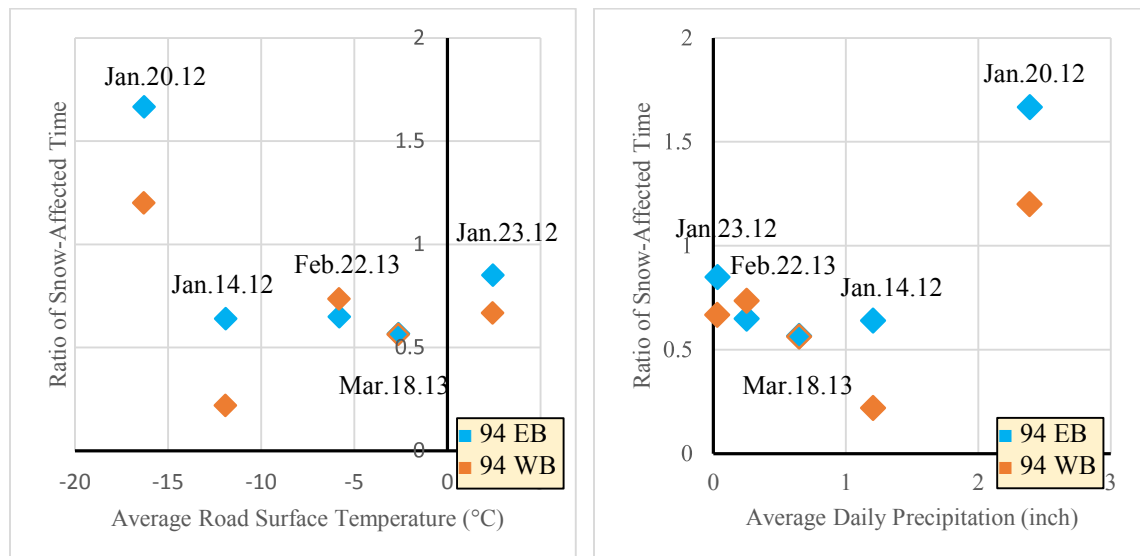 Ratio of Snow-Affected Time
2
1.5
1
0.5
0
Jan.20.12
Jan.14.12
Feb.22.13
Mar.18.13
Jan.23.12
94 EB
94 WB
-20 -15 -10 -5 0
Average Road Surface Temperature (°C)
Ratio of Snow-Affected Time
2
1.5
1
0.5
0
Jan.20.12
Jan.23.12
Feb.22.13
Jan.14.12
Mar.18.13
94 EB
94 WB
0 1 2 3
Average Daily Precipitation (inch)